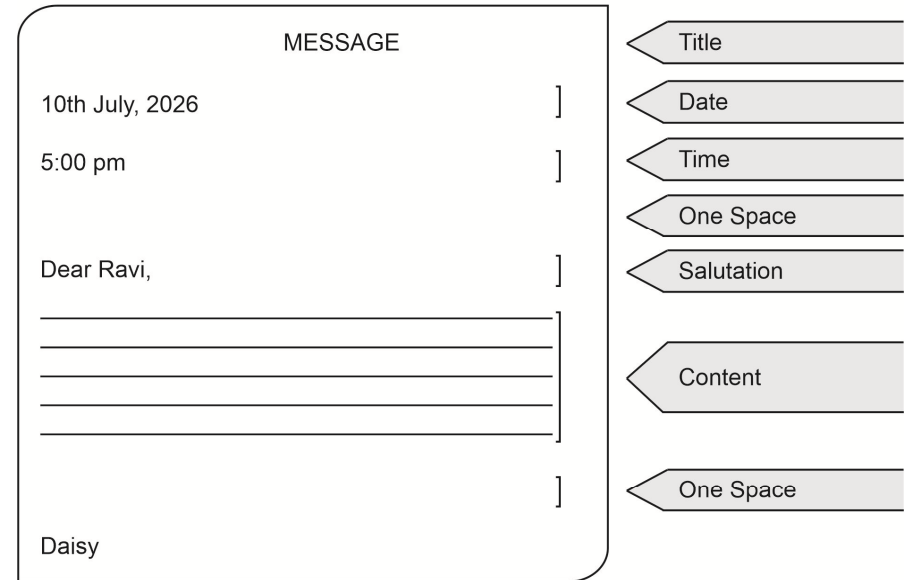 MESSAGE
Title
10th July, 2026
Date
5:00 pm
Time
One Space
Dear Ravi,
Salutation
Content
One Space
Daisy